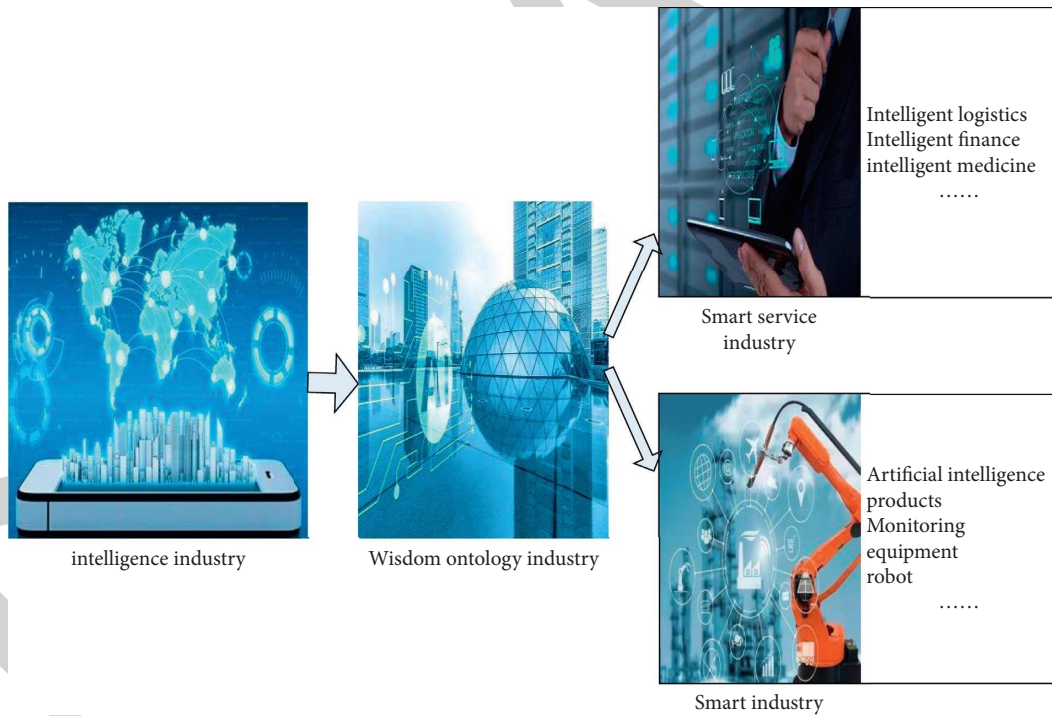 intelligence industry
Wisdom ontology industry
Intelligent logistics
Intelligent finance
intelligent medicine
……
Smart service
industry
Artificial intelligence
products
Monitoring
equipment
robot
……
Smart industry